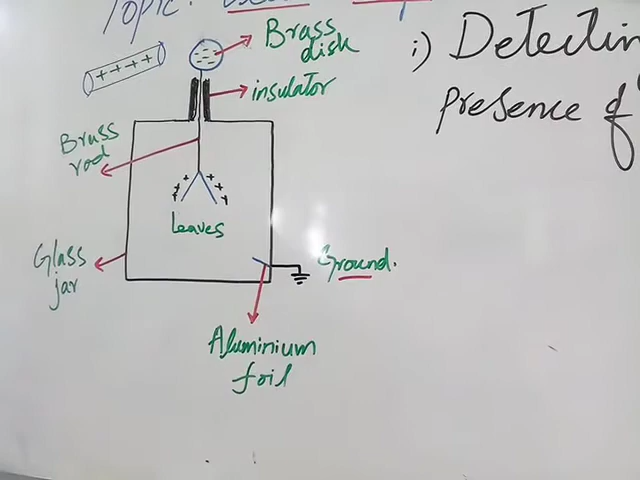 Topic:
Brass
disk
i) Detectin
presence of
++++
insulator
Brass
rod
Leaves
Glass
jar
Ground.
Aluminium
foil